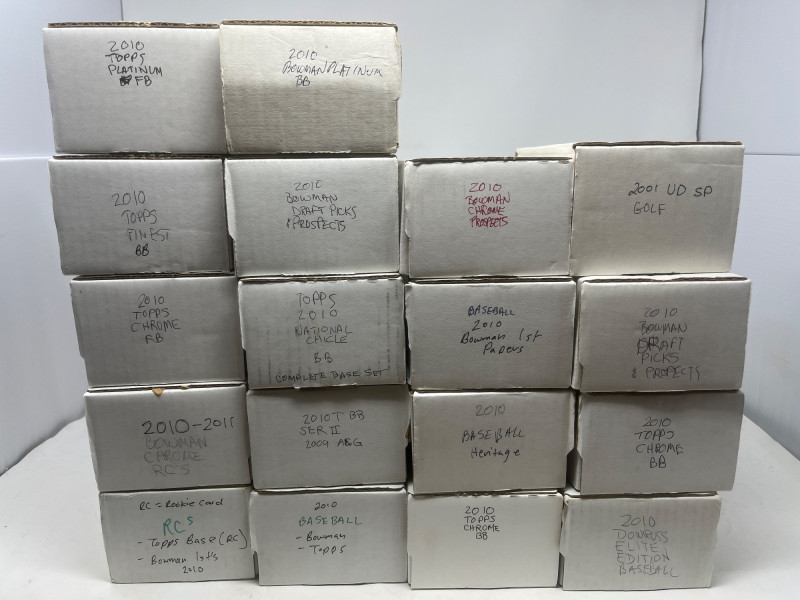 2010
TOPPS
PLATINUM
FB
2010
BOWMAN PLATINUM
BB
2010
TOPPS
FINEST
BB
2010
BOWMAN
DRAFT PICKS
& PROSPECTS
2010
BOWMAN
CHROME
PROSPECTS
2001 UD SP
GOLF
2010
TOPPS
CHROME
FB
TOPPS
2010
NATIONAL
CHICLE
BB
COMPLETE BASE SET
BASEBALL
2010
Bowman 1st
Papers
2010
BOWMAN
DRAFT
PICKS
& PROPECTS
2010-2011
BOWMAN
CHROME
RC'S
2010 T BB
SER II
2009 A&G
2010
BASEBALL
Heritage
2010
TOPPS
CHROME
BB
RC = Rookie Card
RCs
- Topps Base (RC)
- Bowman 1st's
2010
2010
BASEBALL
- Bowman
- Topps
2010
TOPPS
CHROME
BB
2010
DONRUSS
ELITE
EDITION
BASEBALL